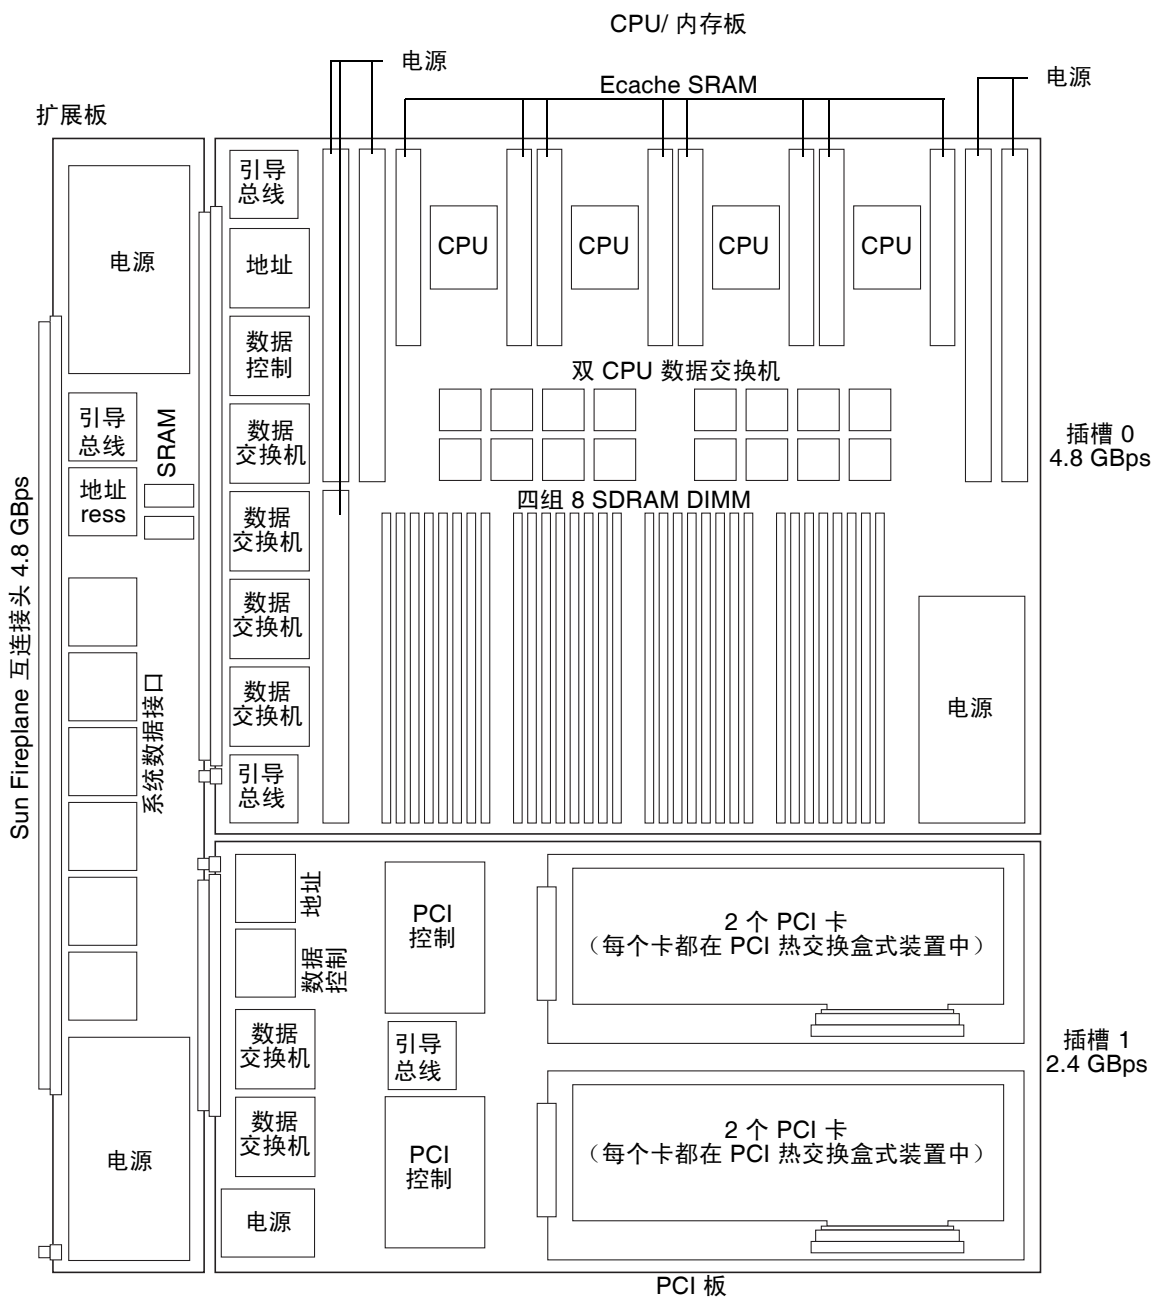 CPU/ 内存板
电源
Ecache SRAM
电源
扩展板
引导
总线
地址
数据
控制
数据
交换机
数据
交换机
数据
交换机
数据
交换机
引导
总线
CPU
CPU
CPU
CPU
双 CPU 数据交换机
四组 8 SDRAM DIMM
电源
插槽 0
4.8 GBps
电源
引导
总线
SRAM
地址
ress
系统数据接口
Sun Fireplane 互连接头 4.8 GBps
电源
地址
数据
控制
数据
交换机
数据
交换机
电源
PCI
控制
引导
总线
PCI
控制
2 个 PCI 卡
（每个卡都在 PCI 热交换盒式装置中）
2 个 PCI 卡
（每个卡都在 PCI 热交换盒式装置中）
插槽 1
2.4 GBps
PCI 板